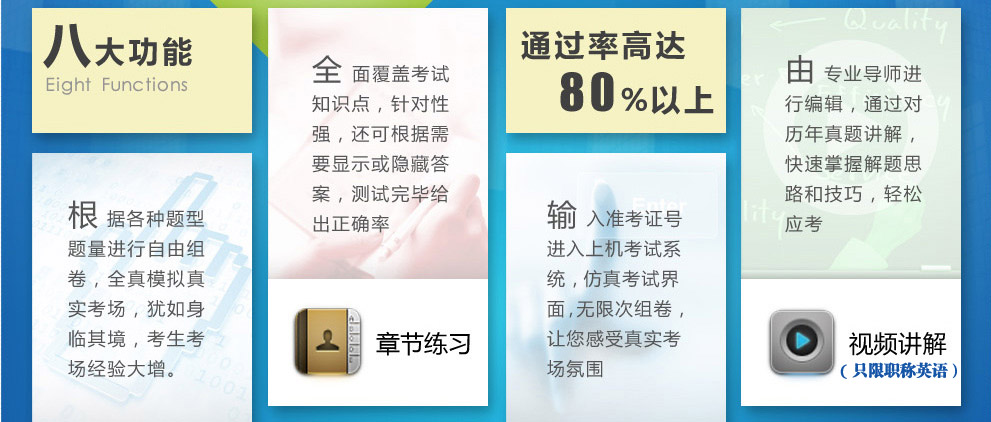 八大功能
Eight Functions
根据各种题型
题量进行自由组
卷，全真模拟真
实考场，犹如身
临其境，考生考
场经验大增。
全面覆盖考试
知识点，针对性
强，还可根据需
要显示或隐藏答
案，测试完毕给
出正确率
章节练习
通过率高达
80%以上
输入准考证号
进入上机考试系
统，仿真考试界
面,无限次组卷，
让您感受真实考
场氛围
Enter
由专业导师进
行编辑，通过对
历年真题讲解，
快速掌握解题思
路和技巧，轻松
应考
Quality
视频讲解
（只限职称英语）